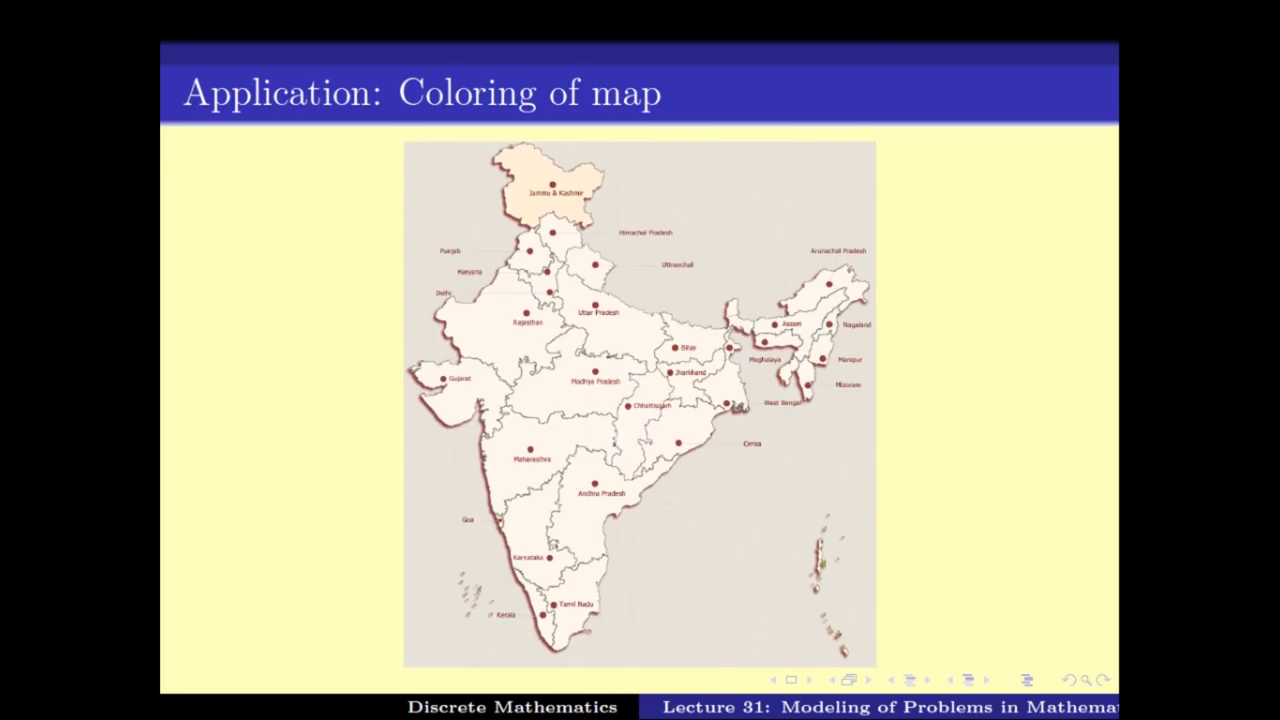 Application: Coloring of map
Jammu & Kashmir
Himachal Pradesh
Punjab
Arunachal Pradesh
Haryana
Uttranchal
Delhi
Uttar Pradesh
Rajasthan
Assam
Nagaland
Bihar
Meghalaya
Manipur
Jharkhand
Gujarat
Madhya Pradesh
Mizoram
Chhattisgarh
West Bengal
Orissa
Maharasthra
Andhra Pradesh
Goa
Karnataka
Tamil Nadu
Kerala
Discrete Mathematics
Lecture 31: Modeling of Problems in Mathema